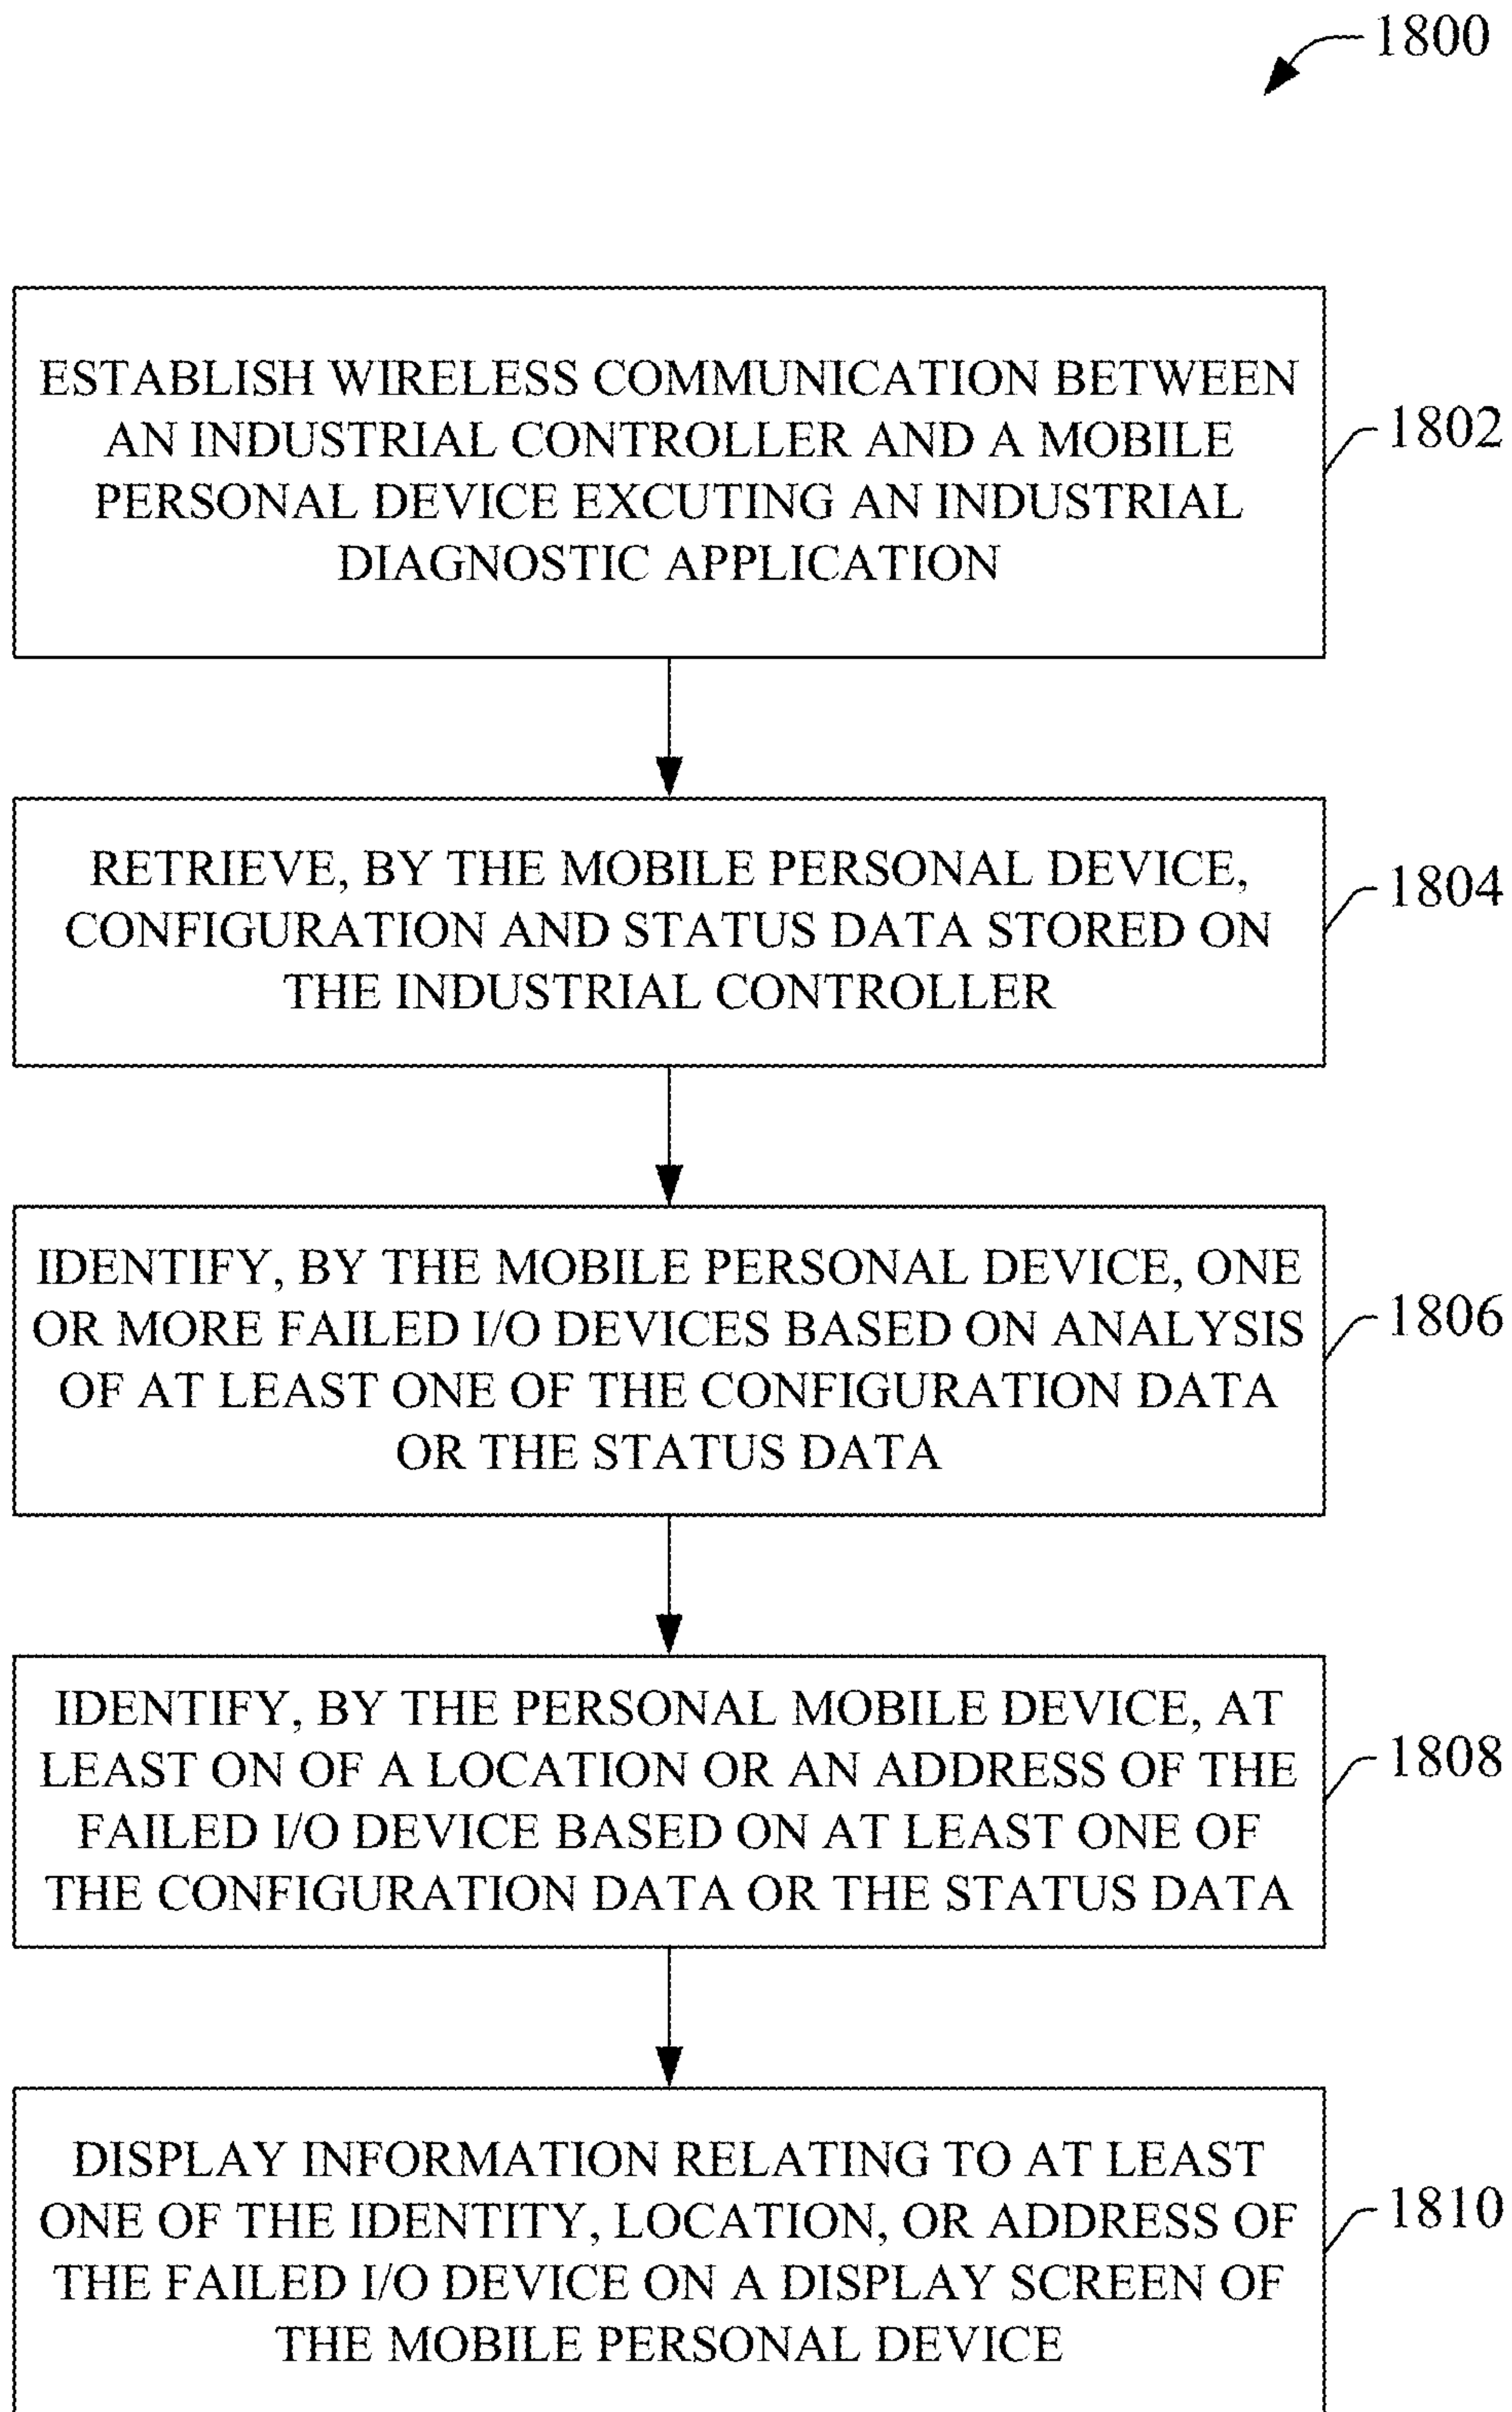 1800
ESTABLISH WIRELESS COMMUNICATION BETWEEN
AN INDUSTRIAL CONTROLLER AND A MOBILE
PERSONAL DEVICE EXCUTING AN INDUSTRIAL
DIAGNOSTIC APPLICATION
1802
RETRIEVE, BY THE MOBILE PERSONAL DEVICE,
CONFIGURATION AND STATUS DATA STORED ON
THE INDUSTRIAL CONTROLLER
1804
IDENTIFY, BY THE MOBILE PERSONAL DEVICE, ONE
OR MORE FAILED I/O DEVICES BASED ON ANALYSIS
OF AT LEAST ONE OF THE CONFIGURATION DATA
OR THE STATUS DATA
1806
IDENTIFY, BY THE PERSONAL MOBILE DEVICE, AT
LEAST ON OF A LOCATION OR AN ADDRESS OF THE
FAILED I/O DEVICE BASED ON AT LEAST ONE OF
THE CONFIGURATION DATA OR THE STATUS DATA
1808
DISPLAY INFORMATION RELATING TO AT LEAST
ONE OF THE IDENTITY, LOCATION, OR ADDRESS OF
THE FAILED I/O DEVICE ON A DISPLAY SCREEN OF
THE MOBILE PERSONAL DEVICE
1810